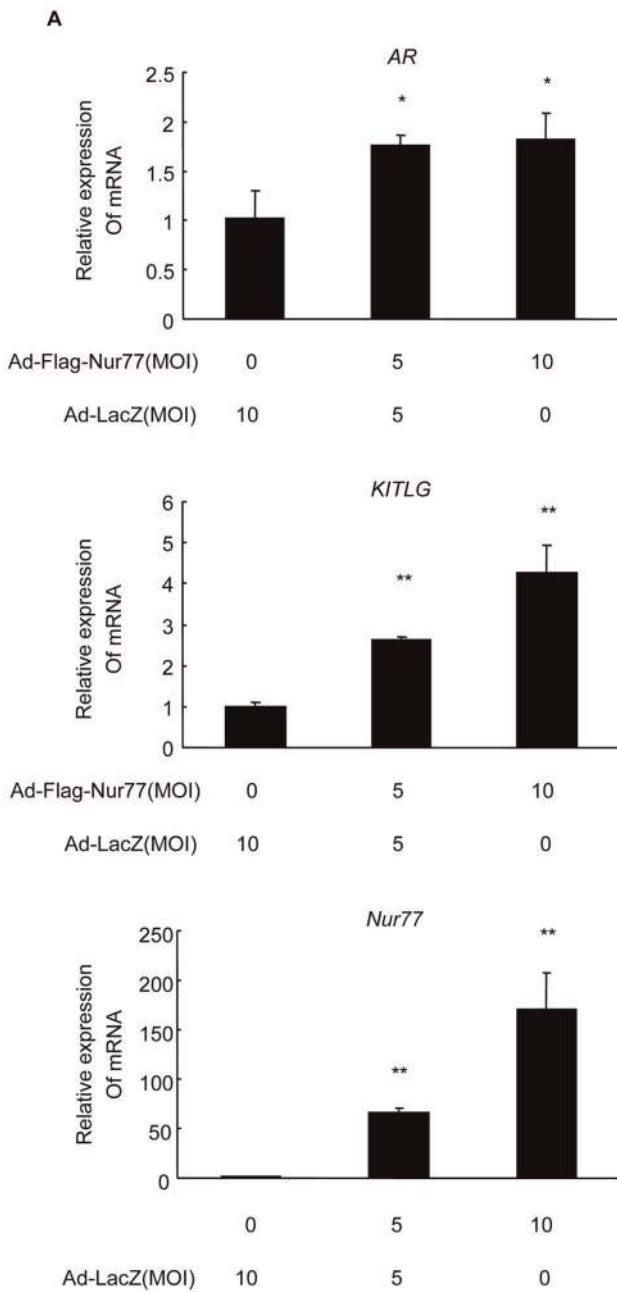 A
AR
Relative expression
Of mRNA
2.5
2
1.5
1
0.5
0
*
*
Ad-Flag-Nur77(MOI) 0 5 10
Ad-LacZ(MOI) 10 5 0
KITLG
Relative expression
Of mRNA
6
5
4
3
2
1
0
**
**
Ad-Flag-Nur77(MOI) 0 5 10
Ad-LacZ(MOI) 10 5 0
Nur77
Relative expression
Of mRNA
250
200
150
100
50
0
**
**
0 5 10
Ad-LacZ(MOI) 10 5 0